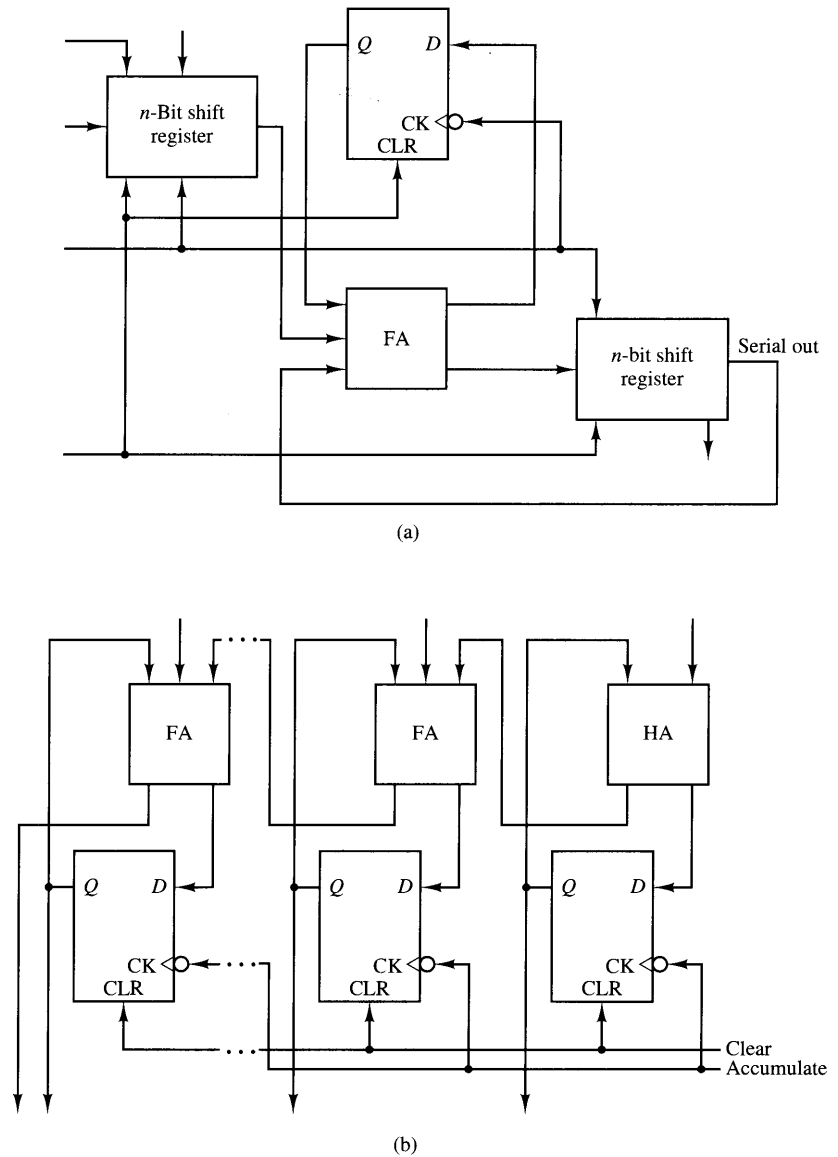 Q D
n-Bit shift
register
CK
CLR
FA
n-bit shift
register
Serial out
(a)
FA FA HA
Q D Q D Q D
CK CK CK
CLR CLR CLR
Clear
Accumulate
(b)